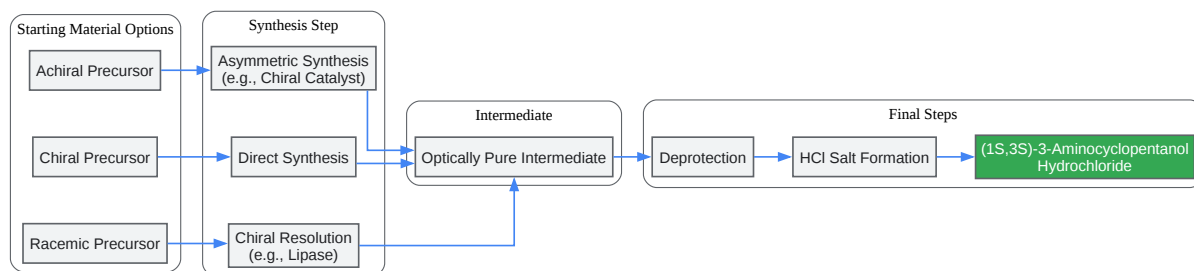 Starting Material Options
Achiral Precursor
Chiral Precursor
Racemic Precursor
Synthesis Step
Asymmetric Synthesis
(e.g., Chiral Catalyst)
Direct Synthesis
Chiral Resolution
(e.g., Lipase)
Intermediate
Optically Pure Intermediate
Final Steps
Deprotection
HCl Salt Formation
(1S,3S)-3-Aminocyclopentanol
Hydrochloride